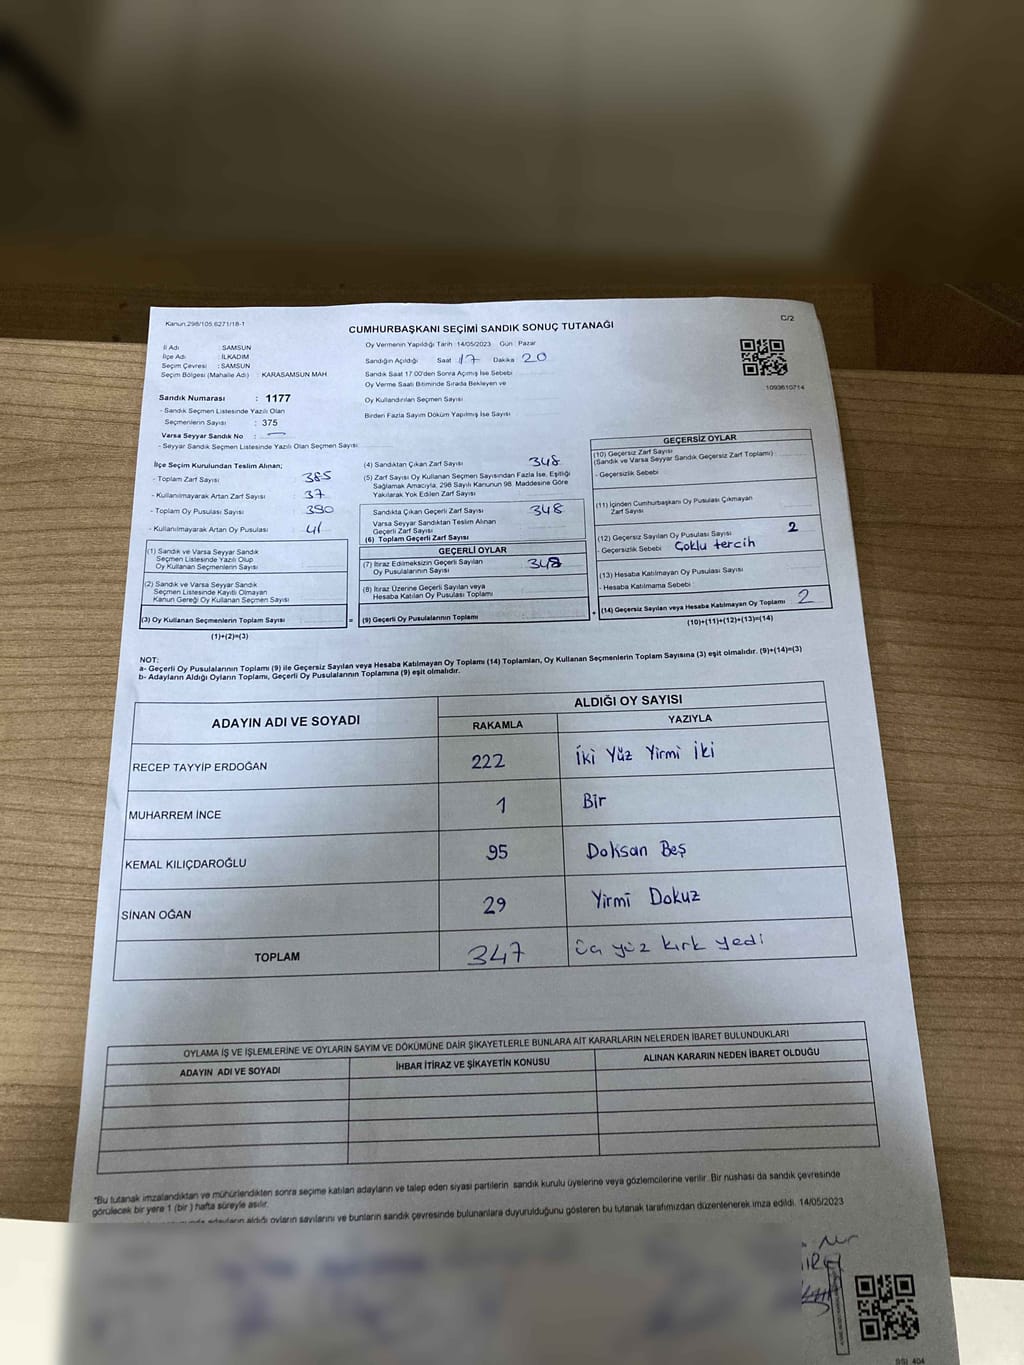 Kanun,298/105,6271/18-1
C/2
CUMHURBAŞKANI SEÇİMİ SANDIK SONUÇ TUTANAĞI
İl Adı : SAMSUN
İlçe Adı : İLKADIM
Seçim Çevresi : SAMSUN
Seçim Bölgesi (Mahalle Adı) : KARASAMSUN MAH
Oy Vermenin Yapıldığı Tarih : 14/05/2023 Gün : Pazar
Sandığın Açıldığı Saat 17 Dakika 20
Sandık Saat 17:00'den Sonra Açımış İse Sebebi
Oy Verme Saati Bitiminde Sırada Bekleyen ve
Oy Kullandırılan Seçmen Sayısı
Birden Fazla Sayım Döküm Yapılmış İse Sayısı
1093610714
Sandık Numarası : 1177
- Sandık Seçmen Listesinde Yazılı Olan
Seçmenlerin Sayısı : 375
Varsa Seyyar Sandık No : —
- Seyyar Sandık Seçmen Listesinde Yazılı Olan Seçmen Sayısı
İlçe Seçim Kurulundan Teslim Alınan;
- Toplam Zarf Sayısı 385
- Kullanılmayarak Artan Zarf Sayısı 37
- Toplam Oy Pusulası Sayısı 390
- Kullanılmayarak Artan Oy Pusulası 41
(1) Sandık ve Varsa Seyyar Sandık
Seçmen Listesinde Yazılı Olup
Oy Kullanan Seçmenlerin Sayısı
(2) Sandık ve Varsa Seyyar Sandık
Seçmen Listesinde Kayıtlı Olmayan
Kanun Gereği Oy Kullanan Seçmen Sayısı
(3) Oy Kullanan Seçmenlerin Toplam Sayısı
(1)+(2)=(3)
(4) Sandıktan Çıkan Zarf Sayısı 348
(5) Zarf Sayısı Oy Kullanan Seçmen Sayısından Fazla İse, Eşitliği
Sağlamak Amacıyla, 298 Sayılı Kanunun 98. Maddesine Göre
Yakılarak Yok Edilen Zarf Sayısı
Sandıkta Çıkan Geçerli Zarf Sayısı 348
Varsa Seyyar Sandıktan Teslim Alınan
Geçerli Zarf Sayısı
(6) Toplam Geçerli Zarf Sayısı
GEÇERLİ OYLAR
(7) İtiraz Edilmeksizin Geçerli Sayılan
Oy Pusulalarının Sayısı
(8) İtiraz Üzerine Geçerli Sayılan veya
Hesaba Katılan Oy Pusulası Toplamı
= (9) Geçerli Oy Pusulalarının Toplamı +
GEÇERSİZ OYLAR
(10) Geçersiz Zarf Sayısı
(Sandık ve Varsa Seyyar Sandık Geçersiz Zarf Toplamı)
- Geçersizlik Sebebi
(11) İçinden Cumhurbaşkanı Oy Pusulası Çıkmayan
Zarf Sayısı
(12) Geçersiz Sayılan Oy Pusulası Sayısı 2
- Geçersizlik Sebebi Çoklu tercih
(13) Hesaba Katılmayan Oy Pusulası Sayısı
- Hesaba Katılmama Sebebi
(14) Geçersiz Sayılan veya Hesaba Katılmayan Oy Toplamı 2
(10)+(11)+(12)+(13)=(14)
NOT:
a- Geçerli Oy Pusulalarının Toplamı (9) ile Geçersiz Sayılan veya Hesaba Katılmayan Oy Toplamı (14) Toplamları, Oy Kullanan Seçmenlerin Toplam Sayısına (3) eşit olmalıdır. (9)+(14)=(3)
b- Adayların Aldığı Oyların Toplamı, Geçerli Oy Pusulalarının Toplamına (9) eşit olmalıdır.
ADAYIN ADI VE SOYADI
ALDIĞI OY SAYISI
RAKAMLA YAZIYLA
RECEP TAYYİP ERDOĞAN 222 İki Yüz Yirmi İki
MUHARREM İNCE 1 Bir
KEMAL KILIÇDAROĞLU 95 Doksan Beş
SİNAN OĞAN 29 Yirmi Dokuz
TOPLAM 347 üç yüz kırk yedi
OYLAMA İŞ VE İŞLEMLERİNE VE OYLARIN SAYIM VE DÖKÜMÜNE DAİR ŞİKAYETLERLE BUNLARA AİT KARARLARIN NELERDEN İBARET BULUNDUKLARI
ADAYIN ADI VE SOYADI İHBAR İTİRAZ VE ŞİKAYETİN KONUSU ALINAN KARARIN NEDEN İBARET OLDUĞU
*Bu tutanak imzalandıktan ve mühürlendikten sonra seçime katılan adayların ve talep eden siyasi partilerin sandık kurulu üyelerine veya gözlemcilerine verilir. Bir nüshası da sandık çevresinde
görülecek bir yere 1 (bir ) hafta süreyle asılır.
adayların aldığı oyların sayılarını ve bunların sandık çevresinde bulunanlara duyurulduğunu gösteren bu tutanak tarafımızdan düzenlenerek imza edildi. 14/05/2023